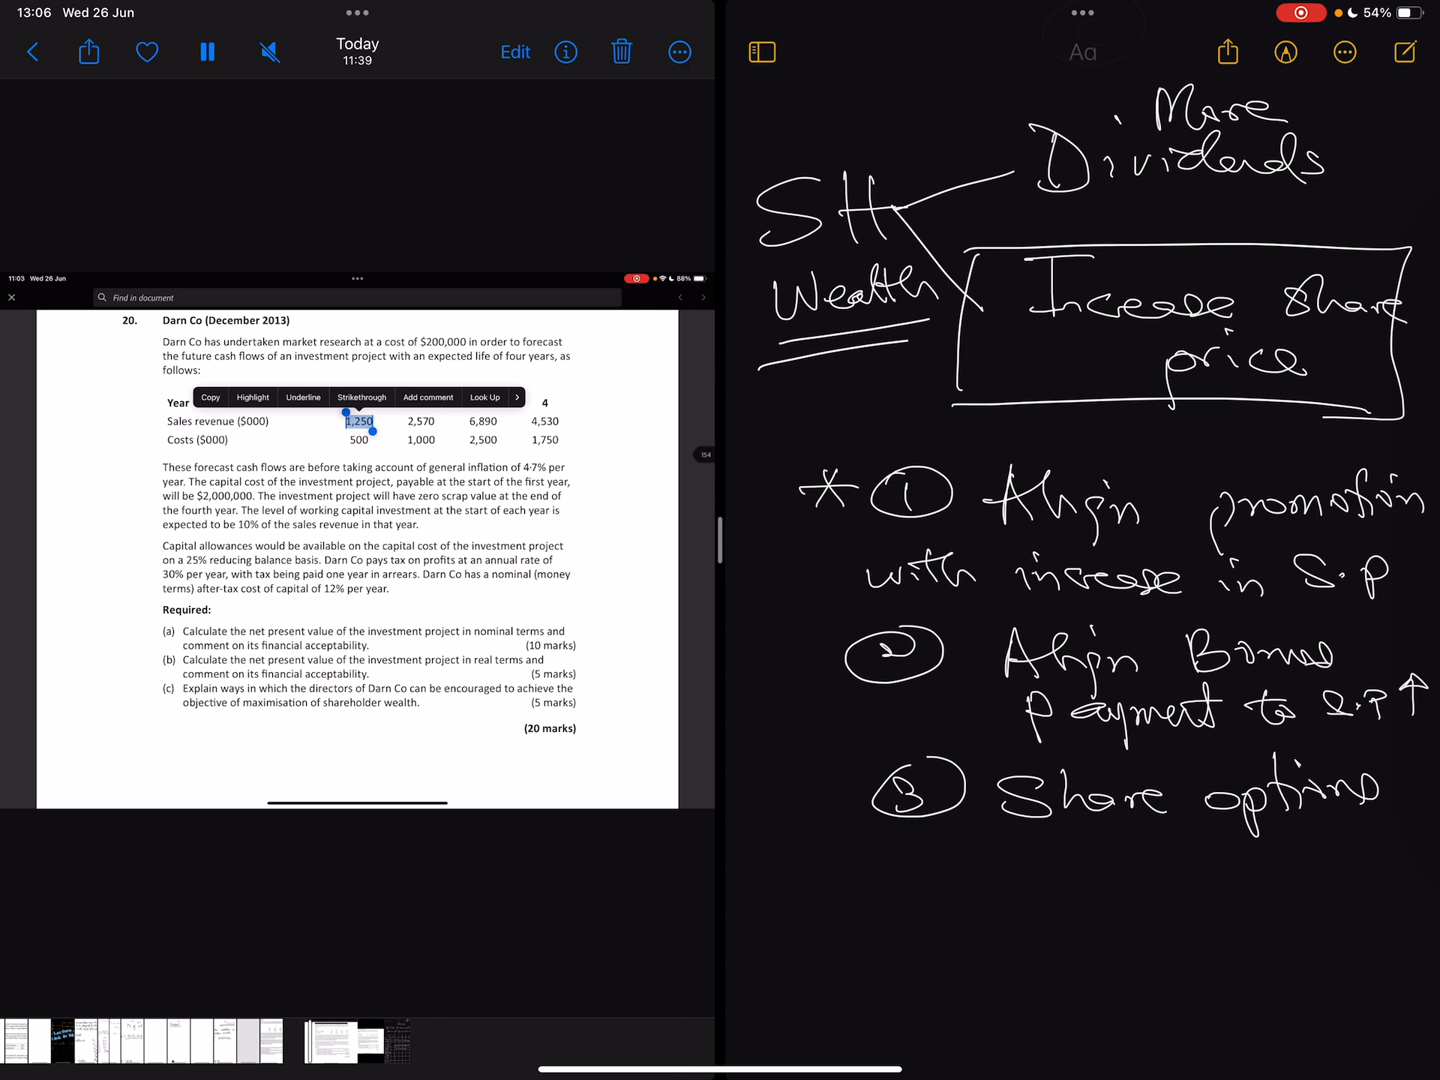 13:06 Wed 26 Jun
54%
Today
11:39
Edit
Aa
11:03 Wed 26 Jun
88%
Find in document
20. Darn Co (December 2013)
Darn Co has undertaken market research at a cost of $200,000 in order to forecast
the future cash flows of an investment project with an expected life of four years, as
follows:
Copy Highlight Underline Strikethrough Add comment Look Up
Year 4
Sales revenue ($000) 1,250 2,570 6,890 4,530
Costs ($000) 500 1,000 2,500 1,750
154
These forecast cash flows are before taking account of general inflation of 4·7% per
year. The capital cost of the investment project, payable at the start of the first year,
will be $2,000,000. The investment project will have zero scrap value at the end of
the fourth year. The level of working capital investment at the start of each year is
expected to be 10% of the sales revenue in that year.
Capital allowances would be available on the capital cost of the investment project
on a 25% reducing balance basis. Darn Co pays tax on profits at an annual rate of
30% per year, with tax being paid one year in arrears. Darn Co has a nominal (money
terms) after-tax cost of capital of 12% per year.
Required:
(a) Calculate the net present value of the investment project in nominal terms and
comment on its financial acceptability. (10 marks)
(b) Calculate the net present value of the investment project in real terms and
comment on its financial acceptability. (5 marks)
(c) Explain ways in which the directors of Darn Co can be encouraged to achieve the
objective of maximisation of shareholder wealth. (5 marks)
(20 marks)
More
Dividends
SH
Wealth
Increase share
price
* 1 Align promotion
with increase in S.P
2 Align Bonus
payment to S.P ↑
3 Share options